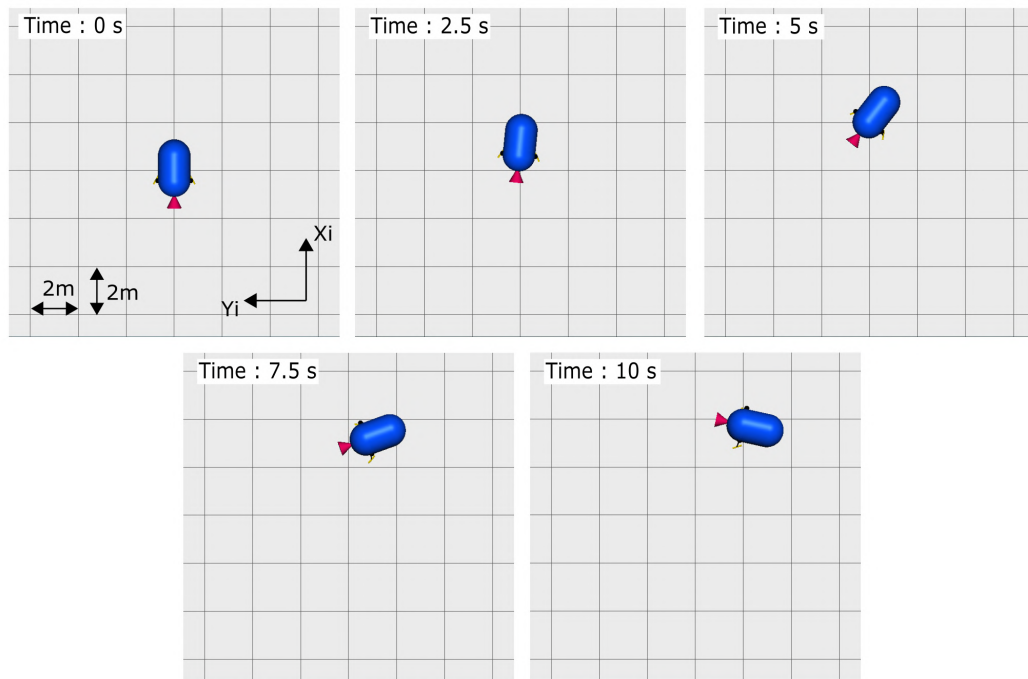 Time : 0 s
Time : 2.5 s
Time : 5 s
Xi
2m
2m
Yi
Time : 7.5 s
Time : 10 s